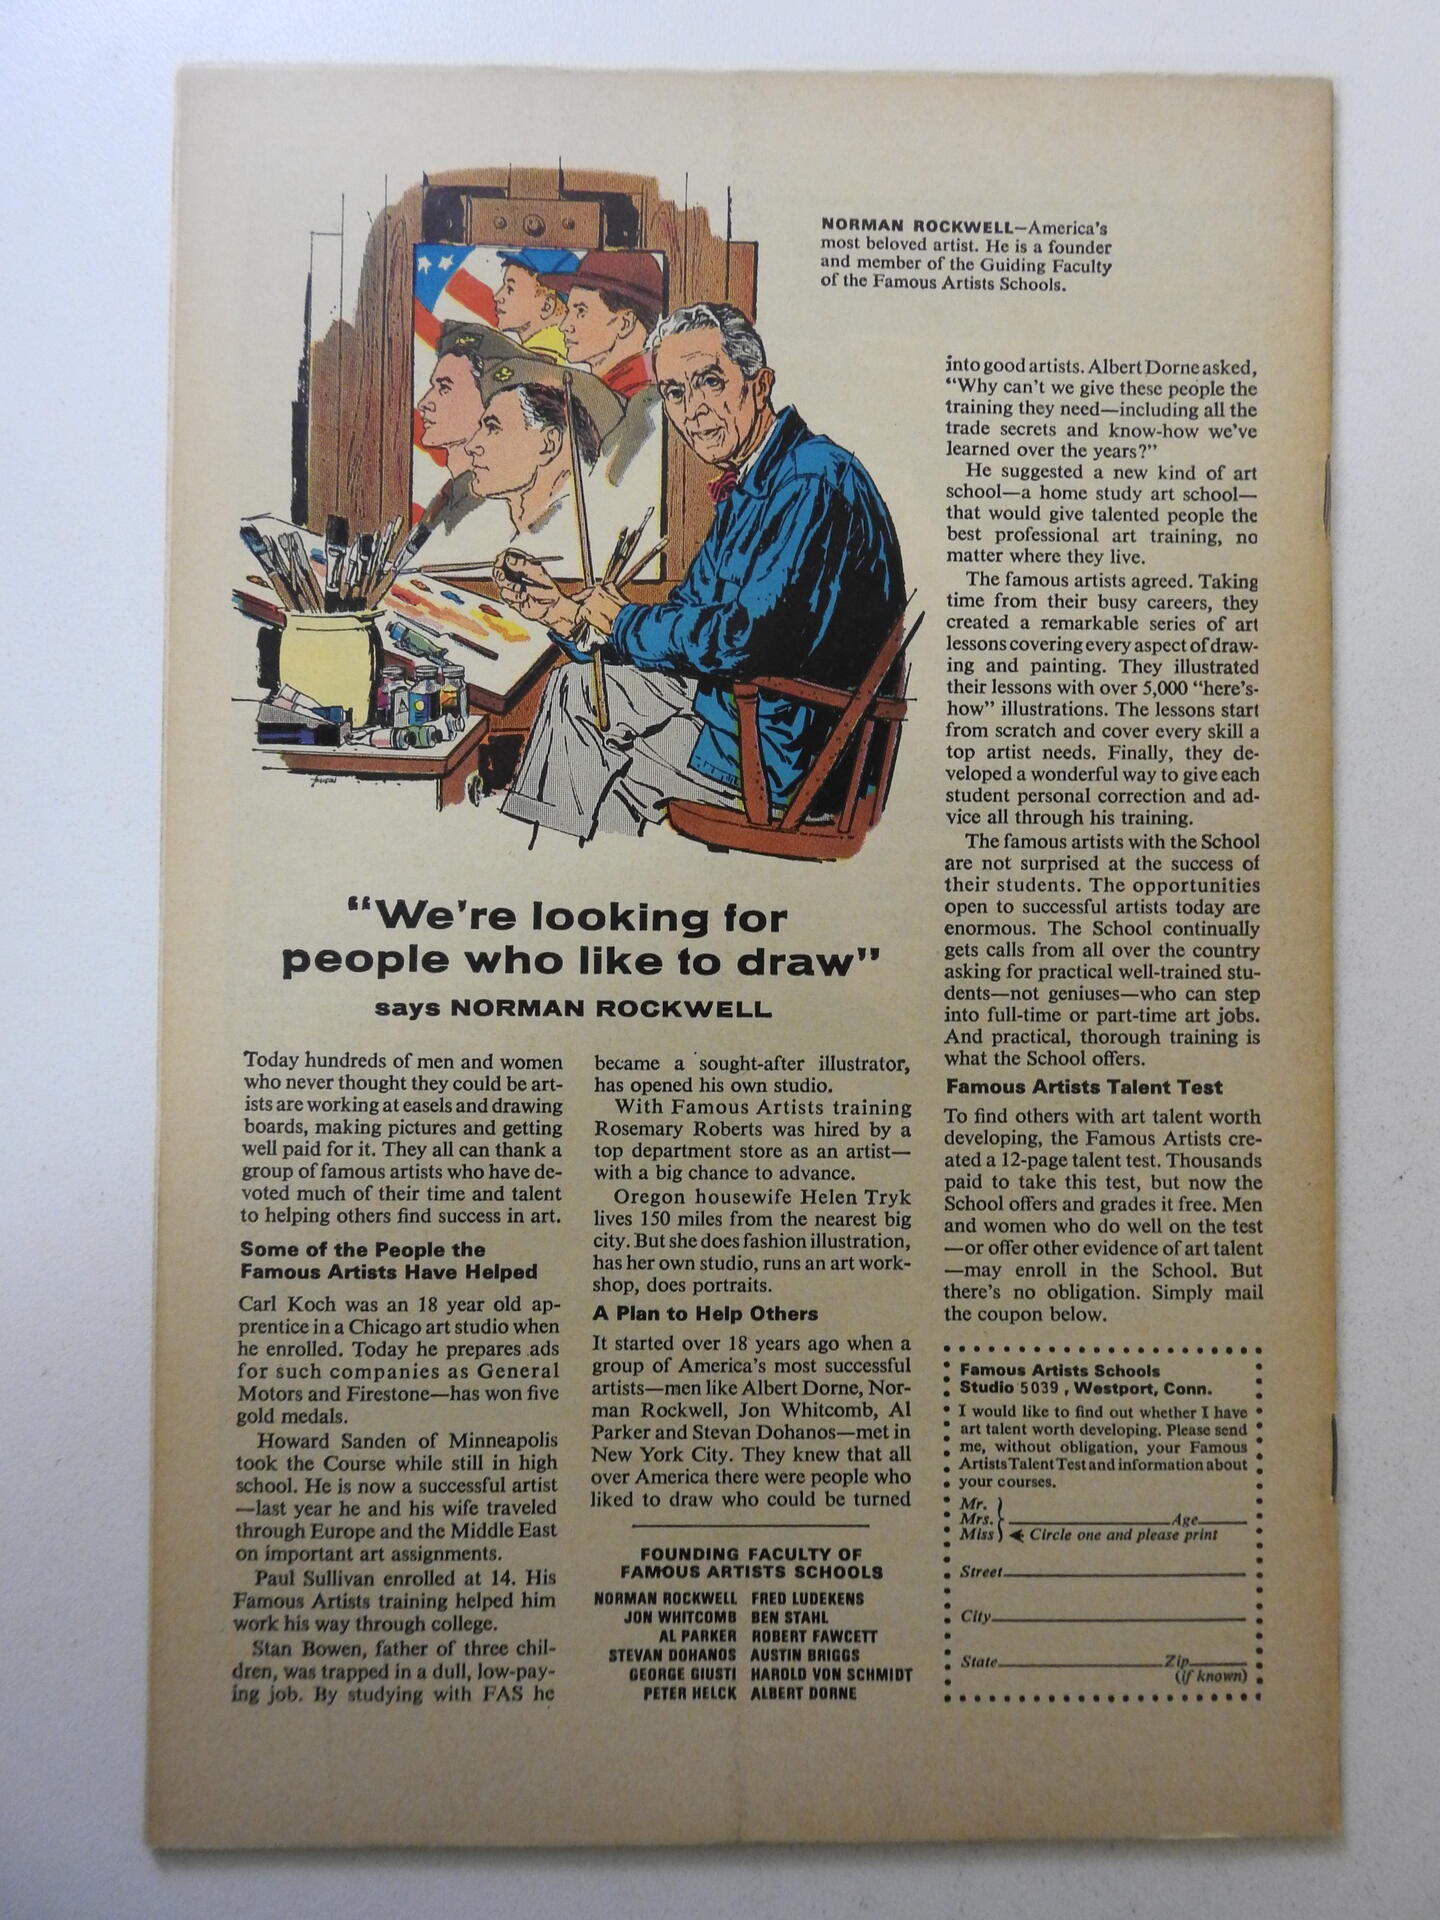 NORMAN ROCKWELL—America's
most beloved artist. He is a founder
and member of the Guiding Faculty
of the Famous Artists Schools.
"We're looking for
people who like to draw"
says NORMAN ROCKWELL
Today hundreds of men and women
who never thought they could be art-
ists are working at easels and drawing
boards, making pictures and getting
well paid for it. They all can thank a
group of famous artists who have de-
voted much of their time and talent
to helping others find success in art.
Some of the People the
Famous Artists Have Helped
Carl Koch was an 18 year old ap-
prentice in a Chicago art studio when
he enrolled. Today he prepares ads
for such companies as General
Motors and Firestone—has won five
gold medals.
Howard Sanden of Minneapolis
took the Course while still in high
school. He is now a successful artist
—last year he and his wife traveled
through Europe and the Middle East
on important art assignments.
Paul Sullivan enrolled at 14. His
Famous Artists training helped him
work his way through college.
Stan Bowen, father of three chil-
dren, was trapped in a dull, low-pay-
ing job. By studying with FAS he
became a sought-after illustrator,
has opened his own studio.
With Famous Artists training
Rosemary Roberts was hired by a
top department store as an artist—
with a big chance to advance.
Oregon housewife Helen Tryk
lives 150 miles from the nearest big
city. But she does fashion illustration,
has her own studio, runs an art work-
shop, does portraits.
A Plan to Help Others
It started over 18 years ago when a
group of America's most successful
artists—men like Albert Dorne, Nor-
man Rockwell, Jon Whitcomb, Al
Parker and Stevan Dohanos—met in
New York City. They knew that all
over America there were people who
liked to draw who could be turned
FOUNDING FACULTY OF
FAMOUS ARTISTS SCHOOLS
NORMAN ROCKWELL FRED LUDEKENS
JON WHITCOMB BEN STAHL
AL PARKER ROBERT FAWCETT
STEVAN DOHANOS AUSTIN BRIGGS
GEORGE GIUSTI HAROLD VON SCHMIDT
PETER HELCK ALBERT DORNE
into good artists. Albert Dorne asked,
"Why can't we give these people the
training they need—including all the
trade secrets and know-how we've
learned over the years?"
He suggested a new kind of art
school—a home study art school—
that would give talented people the
best professional art training, no
matter where they live.
The famous artists agreed. Taking
time from their busy careers, they
created a remarkable series of art
lessons covering every aspect of draw-
ing and painting. They illustrated
their lessons with over 5,000 "here's-
how" illustrations. The lessons start
from scratch and cover every skill a
top artist needs. Finally, they de-
veloped a wonderful way to give each
student personal correction and ad-
vice all through his training.
The famous artists with the School
are not surprised at the success of
their students. The opportunities
open to successful artists today are
enormous. The School continually
gets calls from all over the country
asking for practical well-trained stu-
dents—not geniuses—who can step
into full-time or part-time art jobs.
And practical, thorough training is
what the School offers.
Famous Artists Talent Test
To find others with art talent worth
developing, the Famous Artists cre-
ated a 12-page talent test. Thousands
paid to take this test, but now the
School offers and grades it free. Men
and women who do well on the test
—or offer other evidence of art talent
—may enroll in the School. But
there's no obligation. Simply mail
the coupon below.
Famous Artists Schools
Studio 5039, Westport, Conn.
I would like to find out whether I have
art talent worth developing. Please send
me, without obligation, your Famous
Artists Talent Test and information about
your courses.
Mr.
Mrs. Age
Miss Circle one and please print
Street
City
State Zip
(if known)